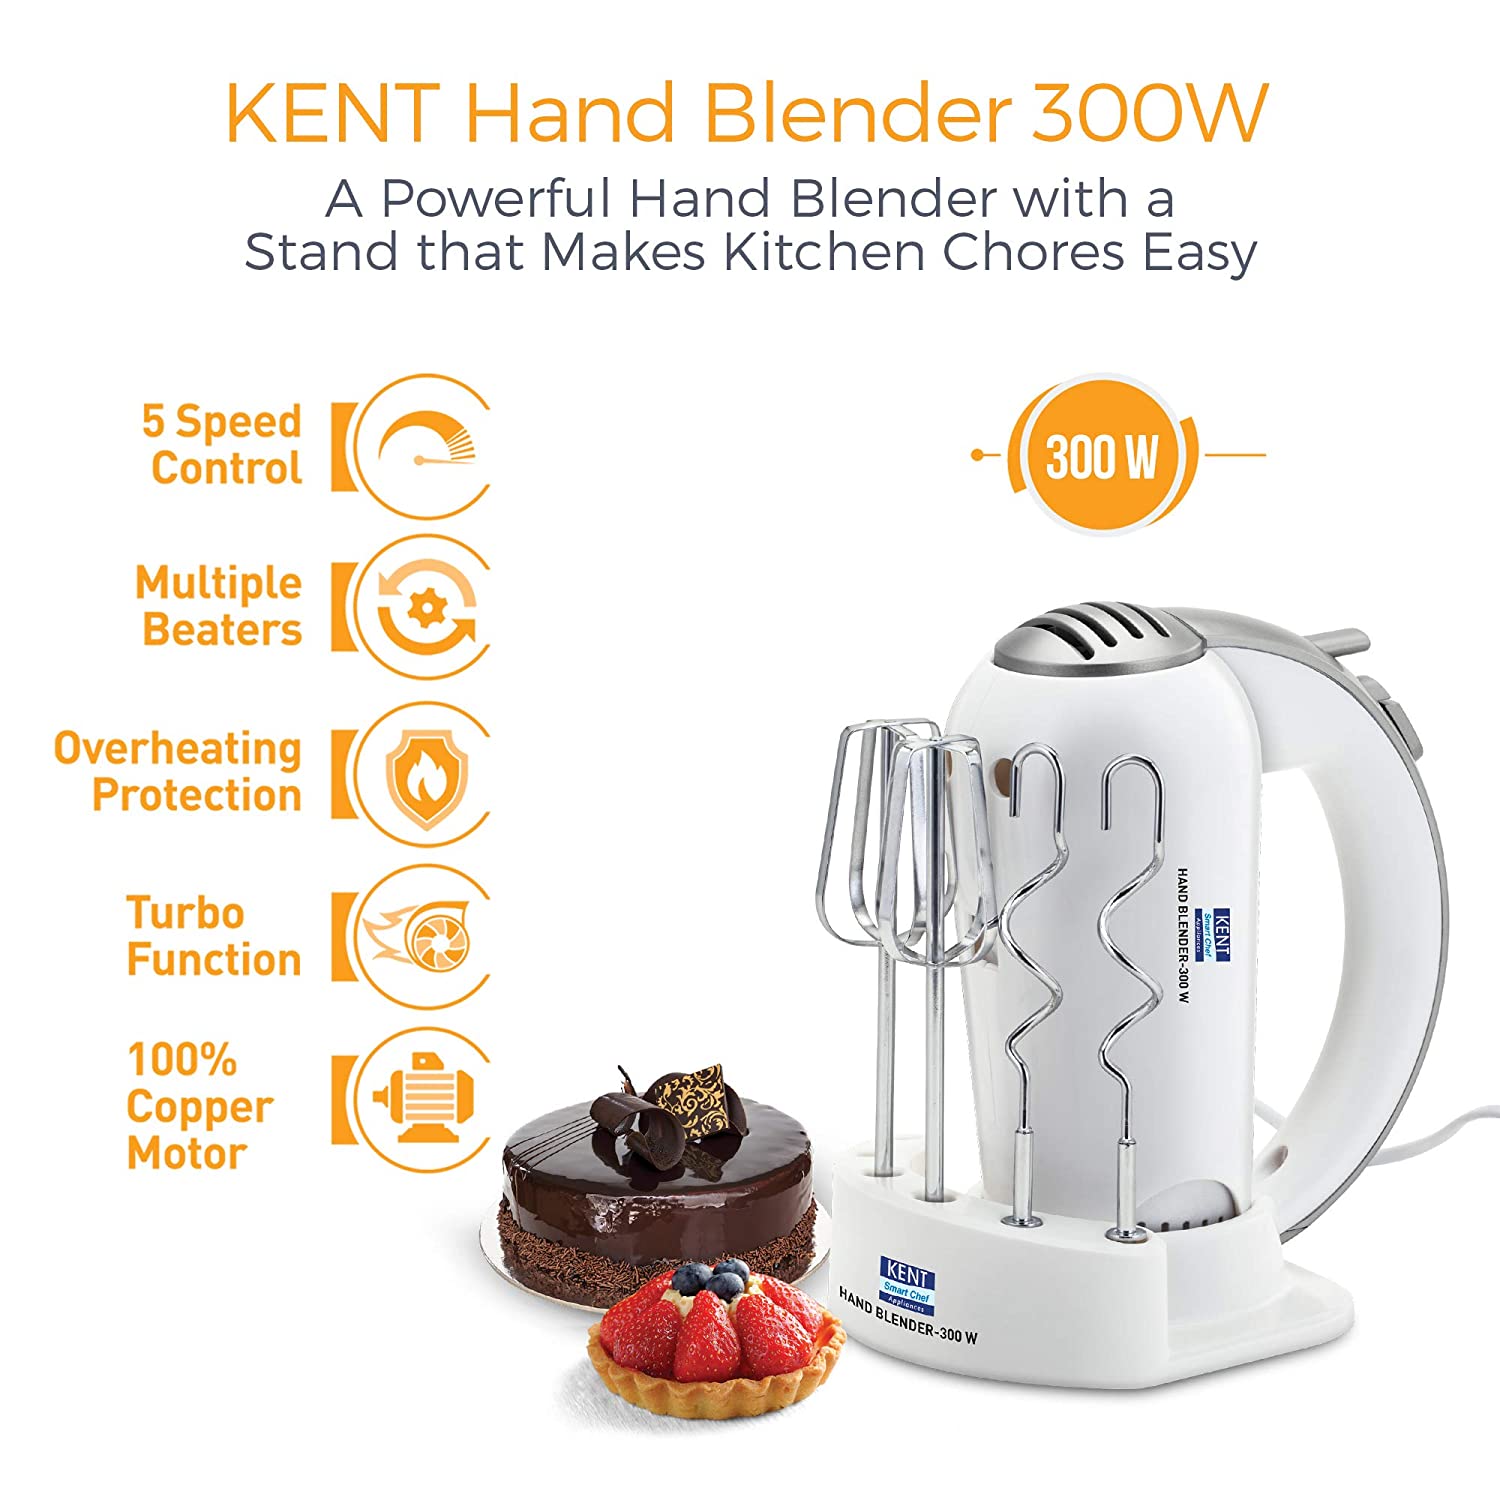 KENT Hand Blender 300W
A Powerful Hand Blender with a
Stand that Makes Kitchen Chores Easy
5 Speed
Control
Multiple
Beaters
Overheating
Protection
Turbo
Function
100%
Copper
Motor
300 W
KENT
Smart Chef
Appliances
HAND BLENDER-300 W
KENT
Smart Chef
Appliances
HAND BLENDER-300 W